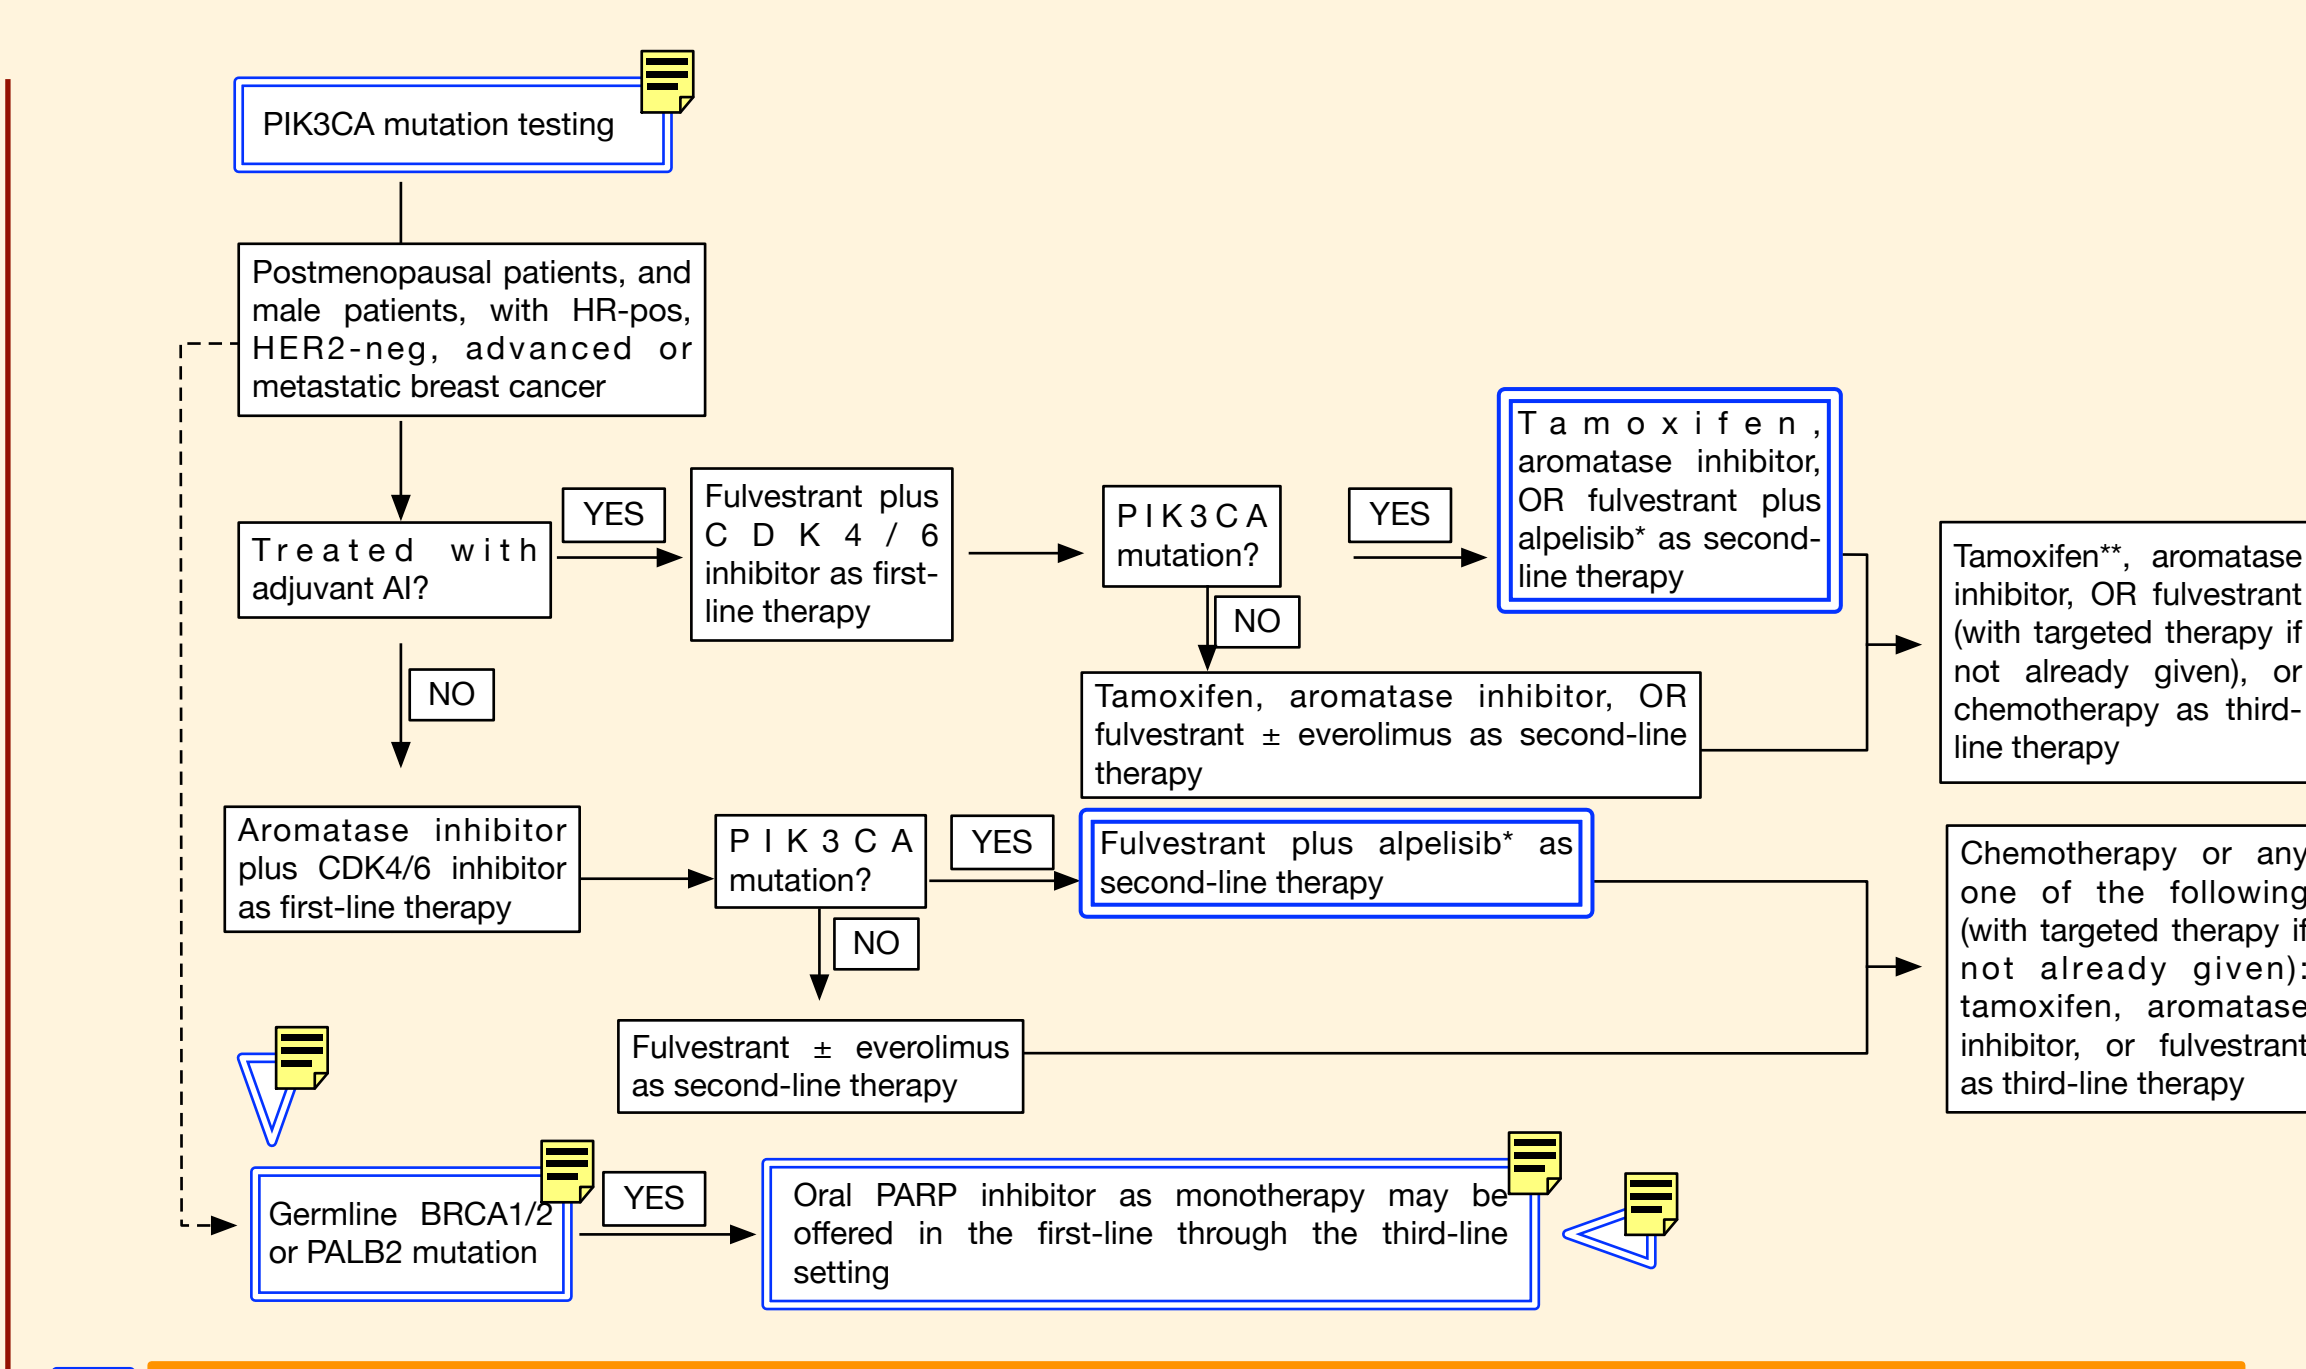 PIK3CA mutation testing
Postmenopausal patients, and
male patients, with HR-pos,
HER2-neg, advanced or
metastatic breast cancer
Treated with
adjuvant AI?
YES
Fulvestrant plus
CDK4/6
inhibitor as first-
line therapy
PIK3CA
mutation?
YES
Tamoxifen,
aromatase inhibitor,
OR fulvestrant plus
alpelisib* as second-
line therapy
NO
Tamoxifen, aromatase inhibitor, OR
fulvestrant ± everolimus as second-line
therapy
Tamoxifen**, aromatase
inhibitor, OR fulvestrant
(with targeted therapy if
not already given), or
chemotherapy as third-
line therapy
NO
Aromatase inhibitor
plus CDK4/6 inhibitor
as first-line therapy
PIK3CA
mutation?
YES
Fulvestrant plus alpelisib* as
second-line therapy
NO
Fulvestrant ± everolimus
as second-line therapy
Chemotherapy or any
one of the following
(with targeted therapy if
not already given):
tamoxifen, aromatase
inhibitor, or fulvestrant
as third-line therapy
Germline BRCA1/2
or PALB2 mutation
YES
Oral PARP inhibitor as monotherapy may be
offered in the first-line through the third-line
setting